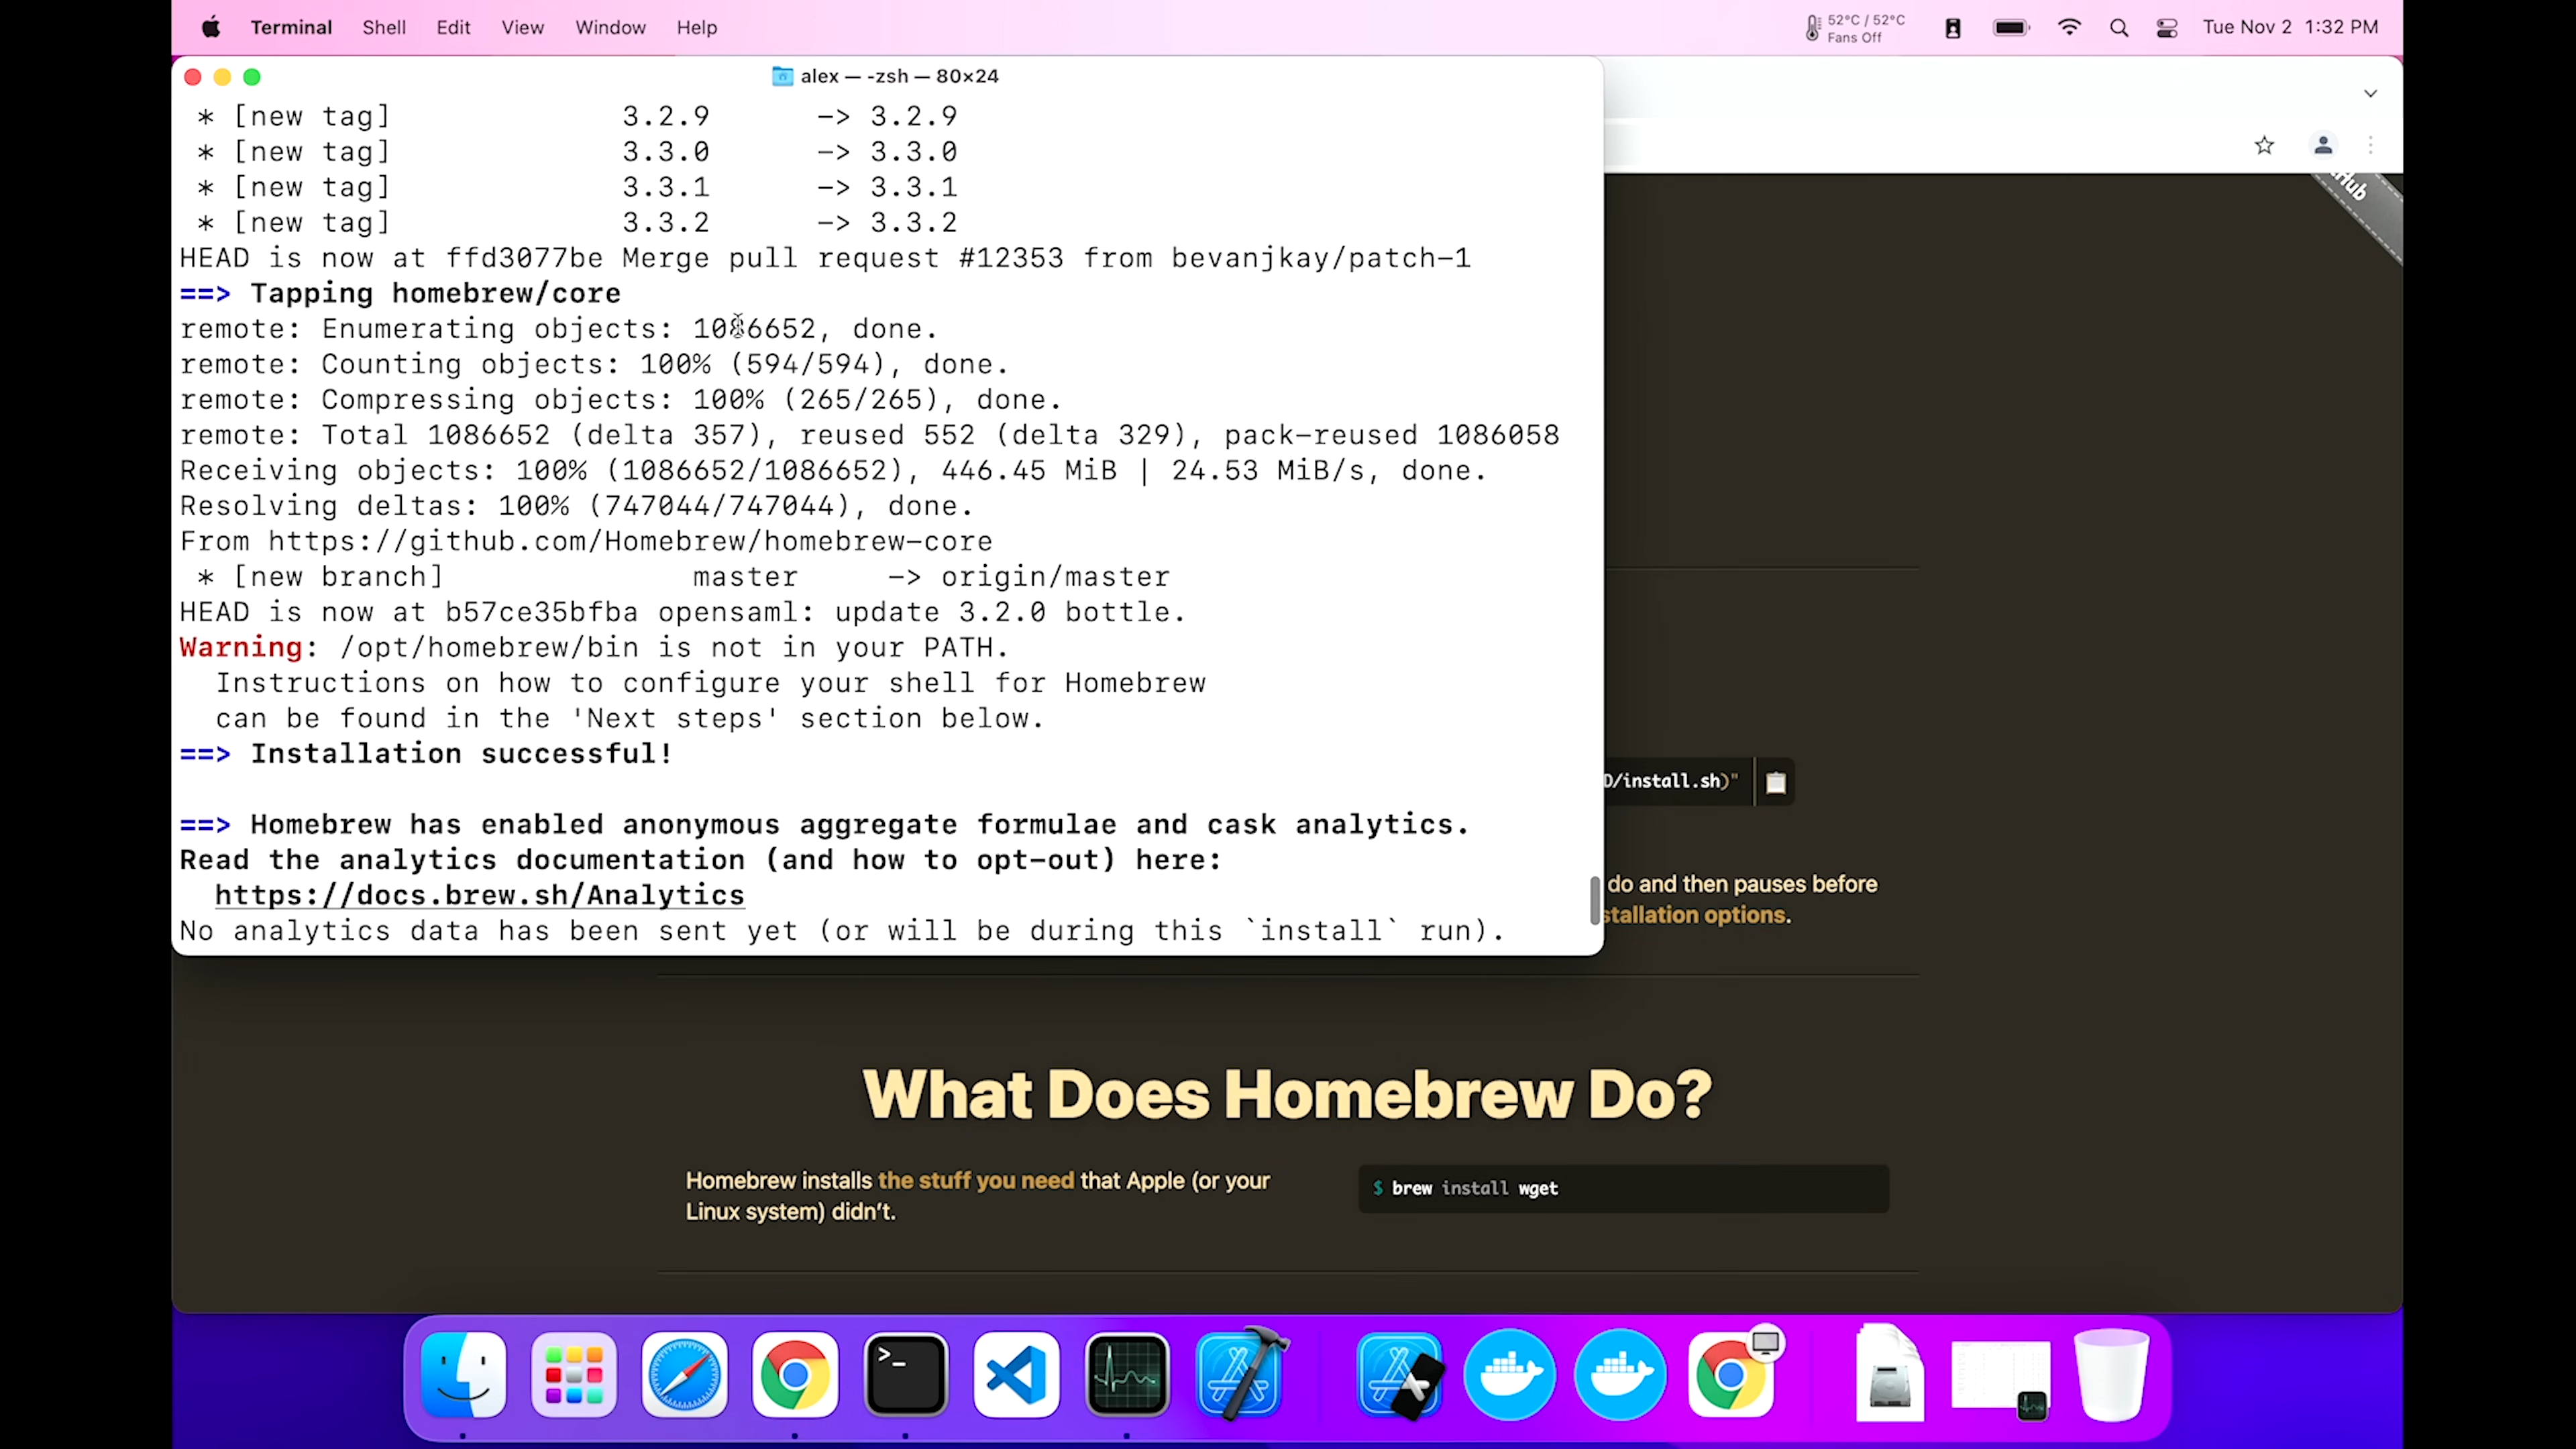 Terminal Shell Edit View Window Help
52°C / 52°C
Fans Off
Tue Nov 2 1:32 PM
alex — -zsh — 80×24
* [new tag] 3.2.9 -> 3.2.9
* [new tag] 3.3.0 -> 3.3.0
* [new tag] 3.3.1 -> 3.3.1
* [new tag] 3.3.2 -> 3.3.2
HEAD is now at ffd3077be Merge pull request #12353 from bevanjkay/patch-1
==> Tapping homebrew/core
remote: Enumerating objects: 1086652, done.
remote: Counting objects: 100% (594/594), done.
remote: Compressing objects: 100% (265/265), done.
remote: Total 1086652 (delta 357), reused 552 (delta 329), pack-reused 1086058
Receiving objects: 100% (1086652/1086652), 446.45 MiB | 24.53 MiB/s, done.
Resolving deltas: 100% (747044/747044), done.
From https://github.com/Homebrew/homebrew-core
* [new branch] master -> origin/master
HEAD is now at b57ce35bfba opensaml: update 3.2.0 bottle.
Warning: /opt/homebrew/bin is not in your PATH.
Instructions on how to configure your shell for Homebrew
can be found in the 'Next steps' section below.
==> Installation successful!
==> Homebrew has enabled anonymous aggregate formulae and cask analytics.
Read the analytics documentation (and how to opt-out) here:
https://docs.brew.sh/Analytics
No analytics data has been sent yet (or will be during this `install` run).
Hub
D/install.sh)"
do and then pauses before
stallation options.
What Does Homebrew Do?
Homebrew installs the stuff you need that Apple (or your
Linux system) didn't.
$ brew install wget
>_